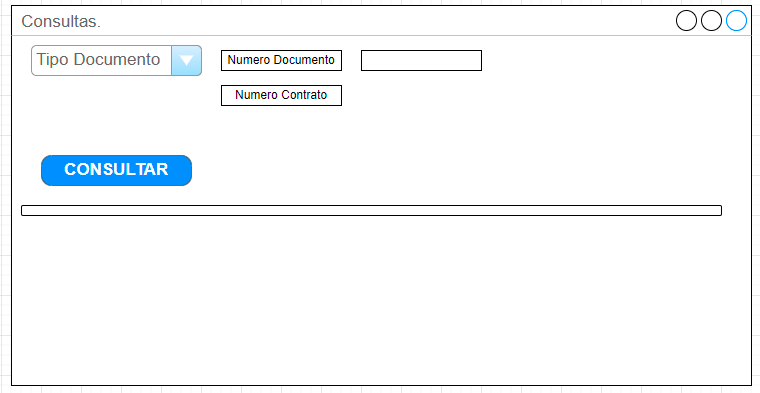 Consultas.
Tipo Documento
Numero Documento
Numero Contrato
CONSULTAR